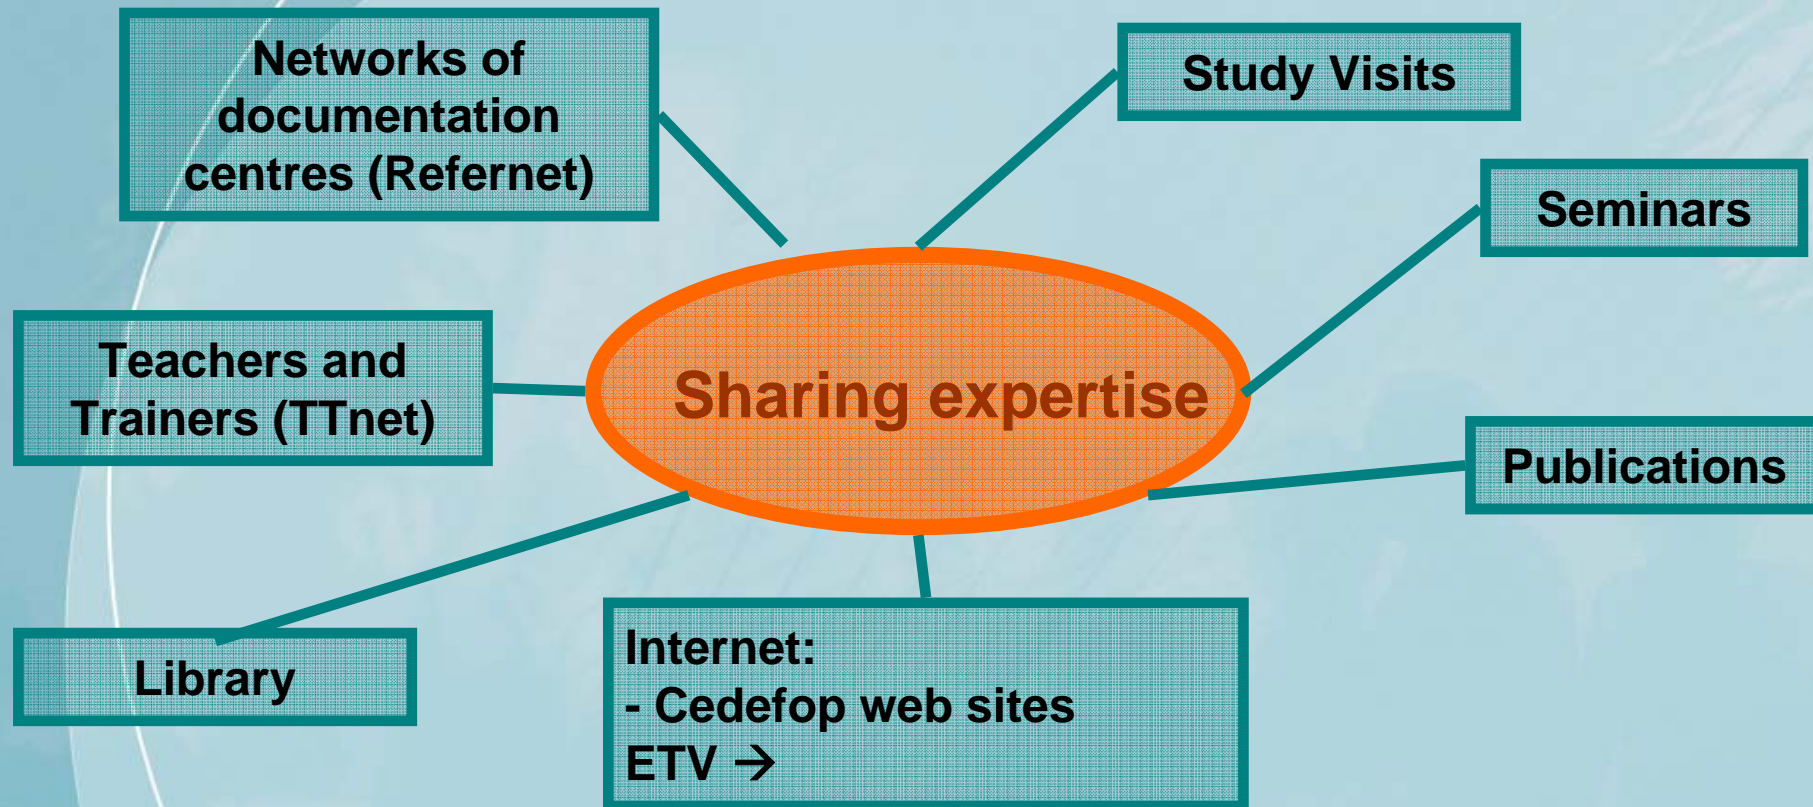 Networks of
documentation
centres (Refernet)
Study Visits
Seminars
Teachers and
Trainers (TTnet)
Sharing expertise
Publications
Library
Internet:
- Cedefop web sites
ETV →